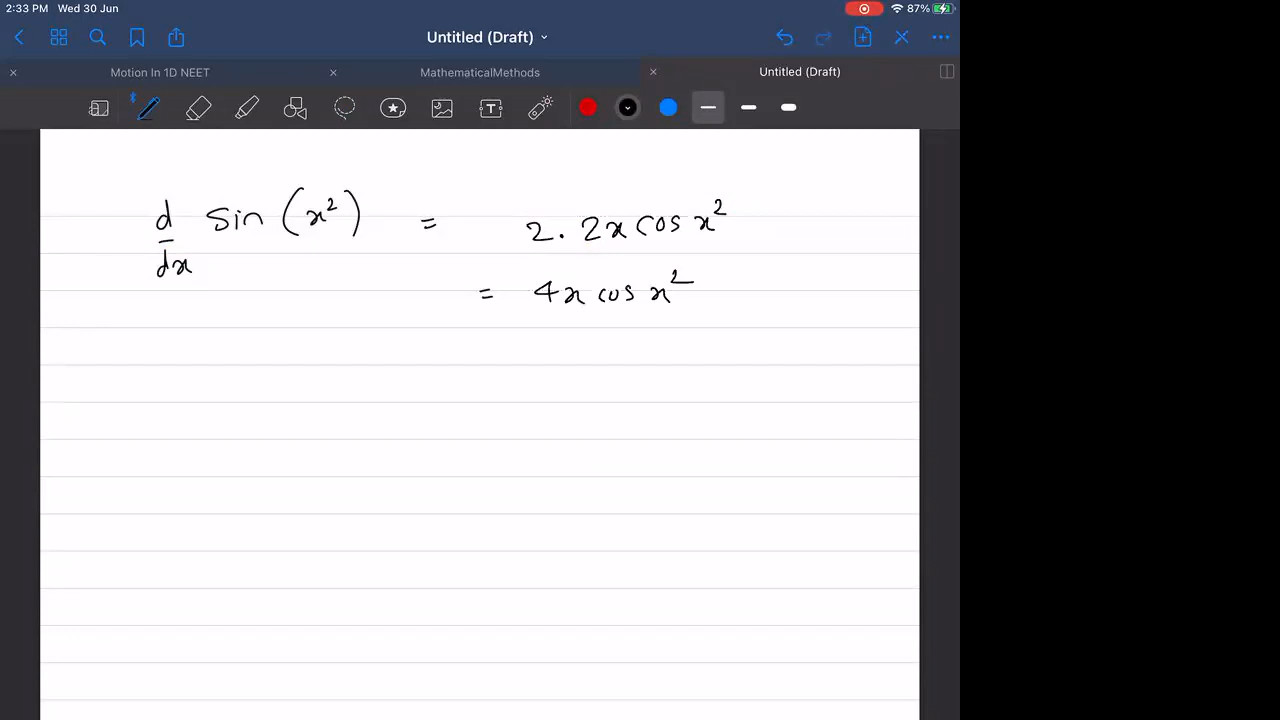 2:33 PM Wed 30 Jun 87%
Untitled (Draft)
Motion In 1D NEET MathematicalMethods Untitled (Draft)
T
d/dx sin (x²) = 2. 2x cos x²
= 4x cos x²